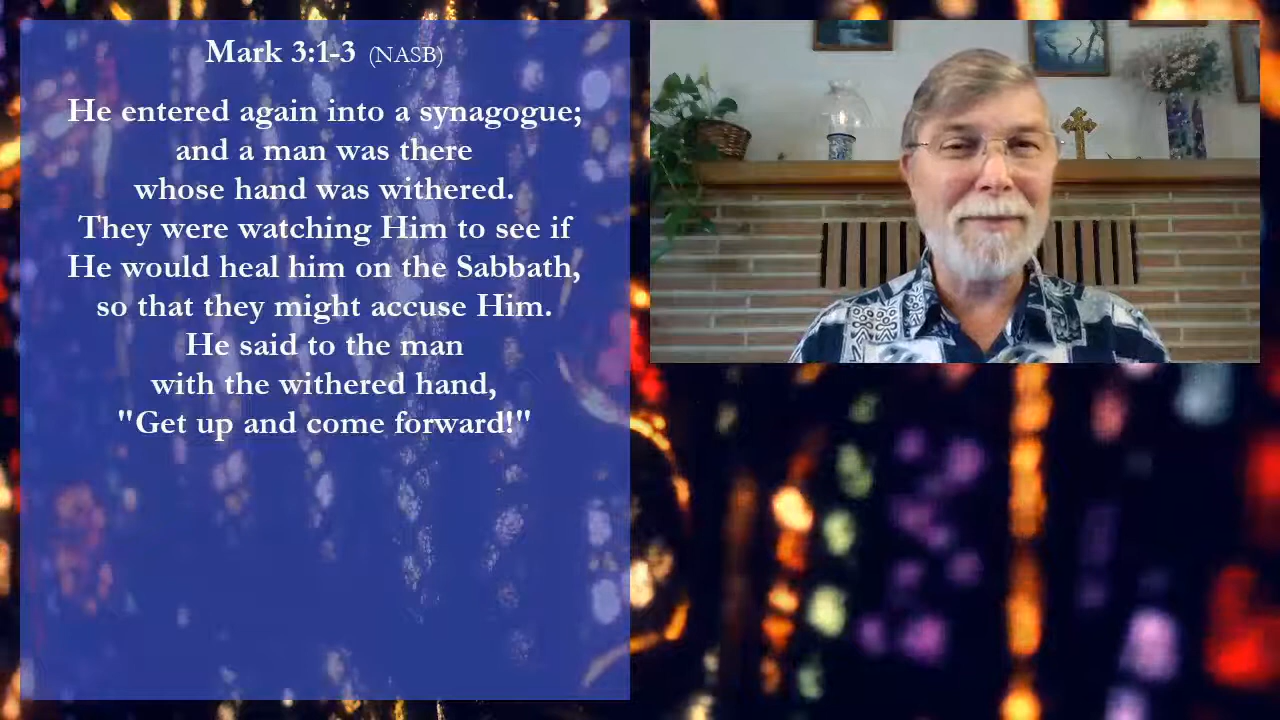 Mark 3:1-3 (NASB)
He entered again into a synagogue;
and a man was there
whose hand was withered.
They were watching Him to see if
He would heal him on the Sabbath,
so that they might accuse Him.
He said to the man
with the withered hand,
"Get up and come forward!"